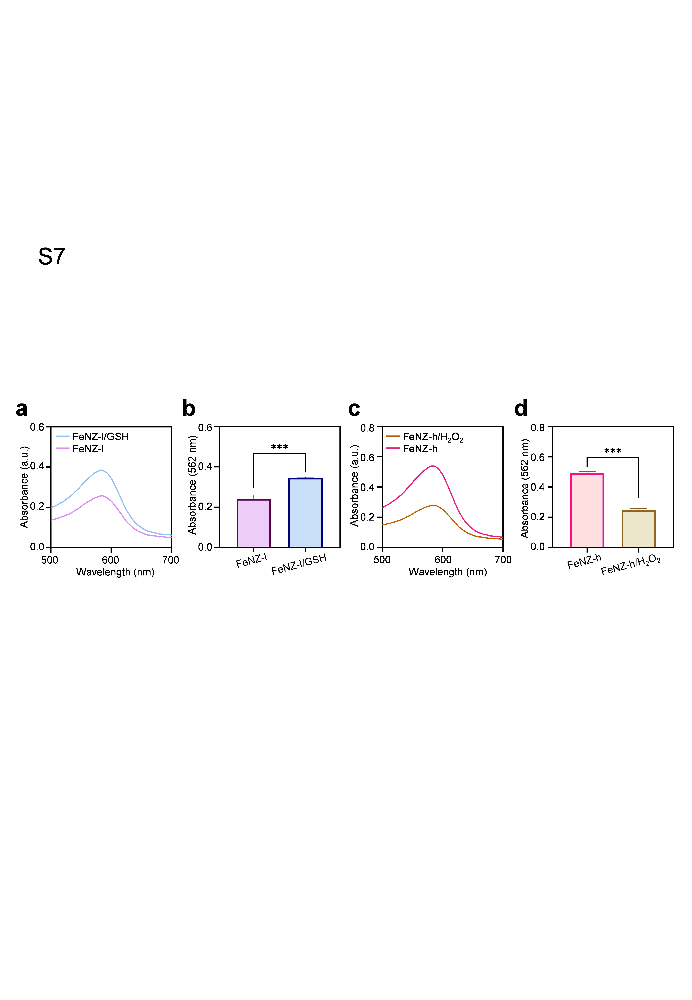 S7
a
0.6
0.4
0.2
0.0
Absorbance (a.u.)
FeNZ-l/GSH
FeNZ-l
500
600
700
Wavelength (nm)
b
0.6
0.4
0.2
0.0
Absorbance (562 nm)
***
FeNZ-l
FeNZ-l/GSH
c
0.8
0.6
0.4
0.2
0.0
Absorbance (a.u.)
FeNZ-h/H₂O₂
FeNZ-h
500
600
700
Wavelength (nm)
d
0.8
0.6
0.4
0.2
0.0
Absorbance (562 nm)
***
FeNZ-h
FeNZ-h/H₂O₂